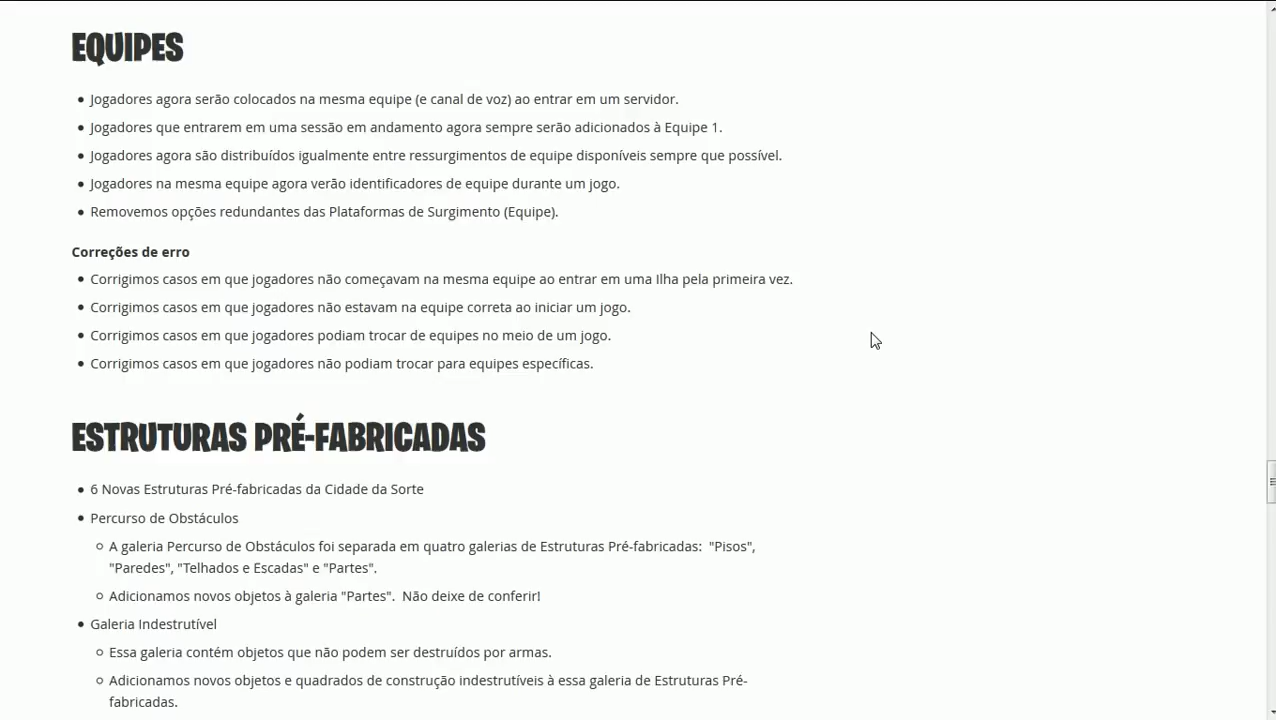 EQUIPES
Jogadores agora serão colocados na mesma equipe (e canal de voz) ao entrar em um servidor.
Jogadores que entrarem em uma sessão em andamento agora sempre serão adicionados à Equipe 1.
Jogadores agora são distribuídos igualmente entre ressurgimentos de equipe disponíveis sempre que possível.
Jogadores na mesma equipe agora verão identificadores de equipe durante um jogo.
Removemos opções redundantes das Plataformas de Surgimento (Equipe).
Correções de erro
Corrigimos casos em que jogadores não começavam na mesma equipe ao entrar em uma Ilha pela primeira vez.
Corrigimos casos em que jogadores não estavam na equipe correta ao iniciar um jogo.
Corrigimos casos em que jogadores podiam trocar de equipes no meio de um jogo.
Corrigimos casos em que jogadores não podiam trocar para equipes específicas.
ESTRUTURAS PRÉ-FABRICADAS
6 Novas Estruturas Pré-fabricadas da Cidade da Sorte
Percurso de Obstáculos
A galeria Percurso de Obstáculos foi separada em quatro galerias de Estruturas Pré-fabricadas:  "Pisos",
"Paredes", "Telhados e Escadas" e "Partes".
Adicionamos novos objetos à galeria "Partes".  Não deixe de conferir!
Galeria Indestrutível
Essa galeria contém objetos que não podem ser destruídos por armas.
Adicionamos novos objetos e quadrados de construção indestrutíveis à essa galeria de Estruturas Pré-
fabricadas.